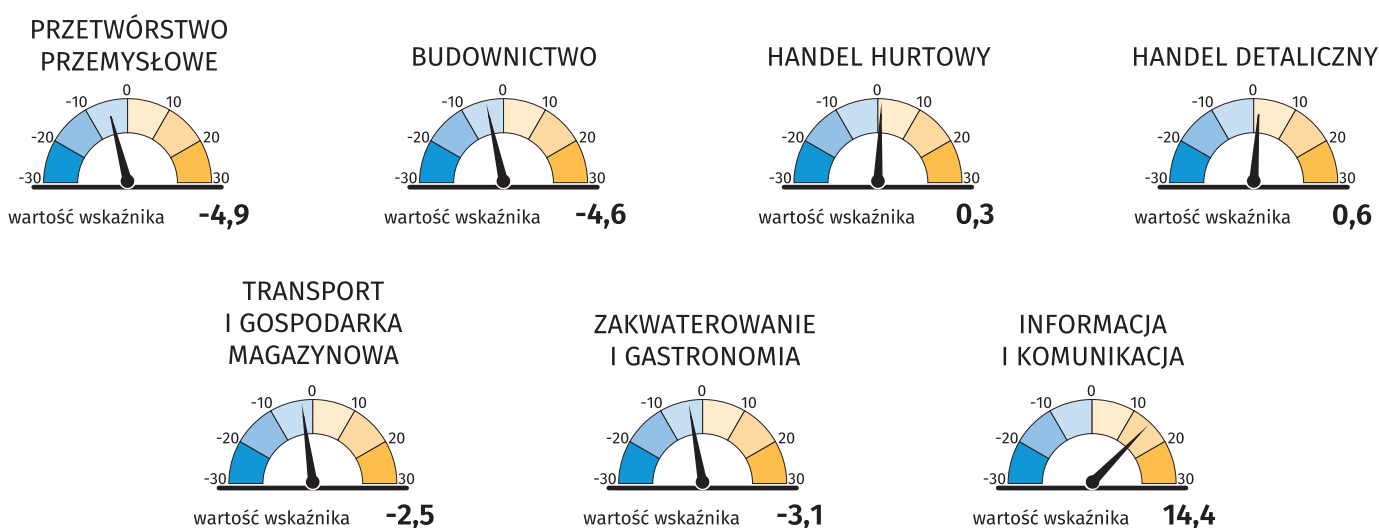 PRZETWÓRSTWO
PRZEMYSŁOWE
-30
-20
-10
0
10
20
30
wartość wskaźnika -4,9
BUDOWNICTWO
-30
-20
-10
0
10
20
30
wartość wskaźnika -4,6
HANDEL HURTOWY
-30
-20
-10
0
10
20
30
wartość wskaźnika 0,3
HANDEL DETALICZNY
-30
-20
-10
0
10
20
30
wartość wskaźnika 0,6
TRANSPORT
I GOSPODARKA
MAGAZYNOWA
-30
-20
-10
0
10
20
30
wartość wskaźnika -2,5
ZAKWATEROWANIE
I GASTRONOMIA
-30
-20
-10
0
10
20
30
wartość wskaźnika -3,1
INFORMACJA
I KOMUNIKACJA
-30
-20
-10
0
10
20
30
wartość wskaźnika 14,4